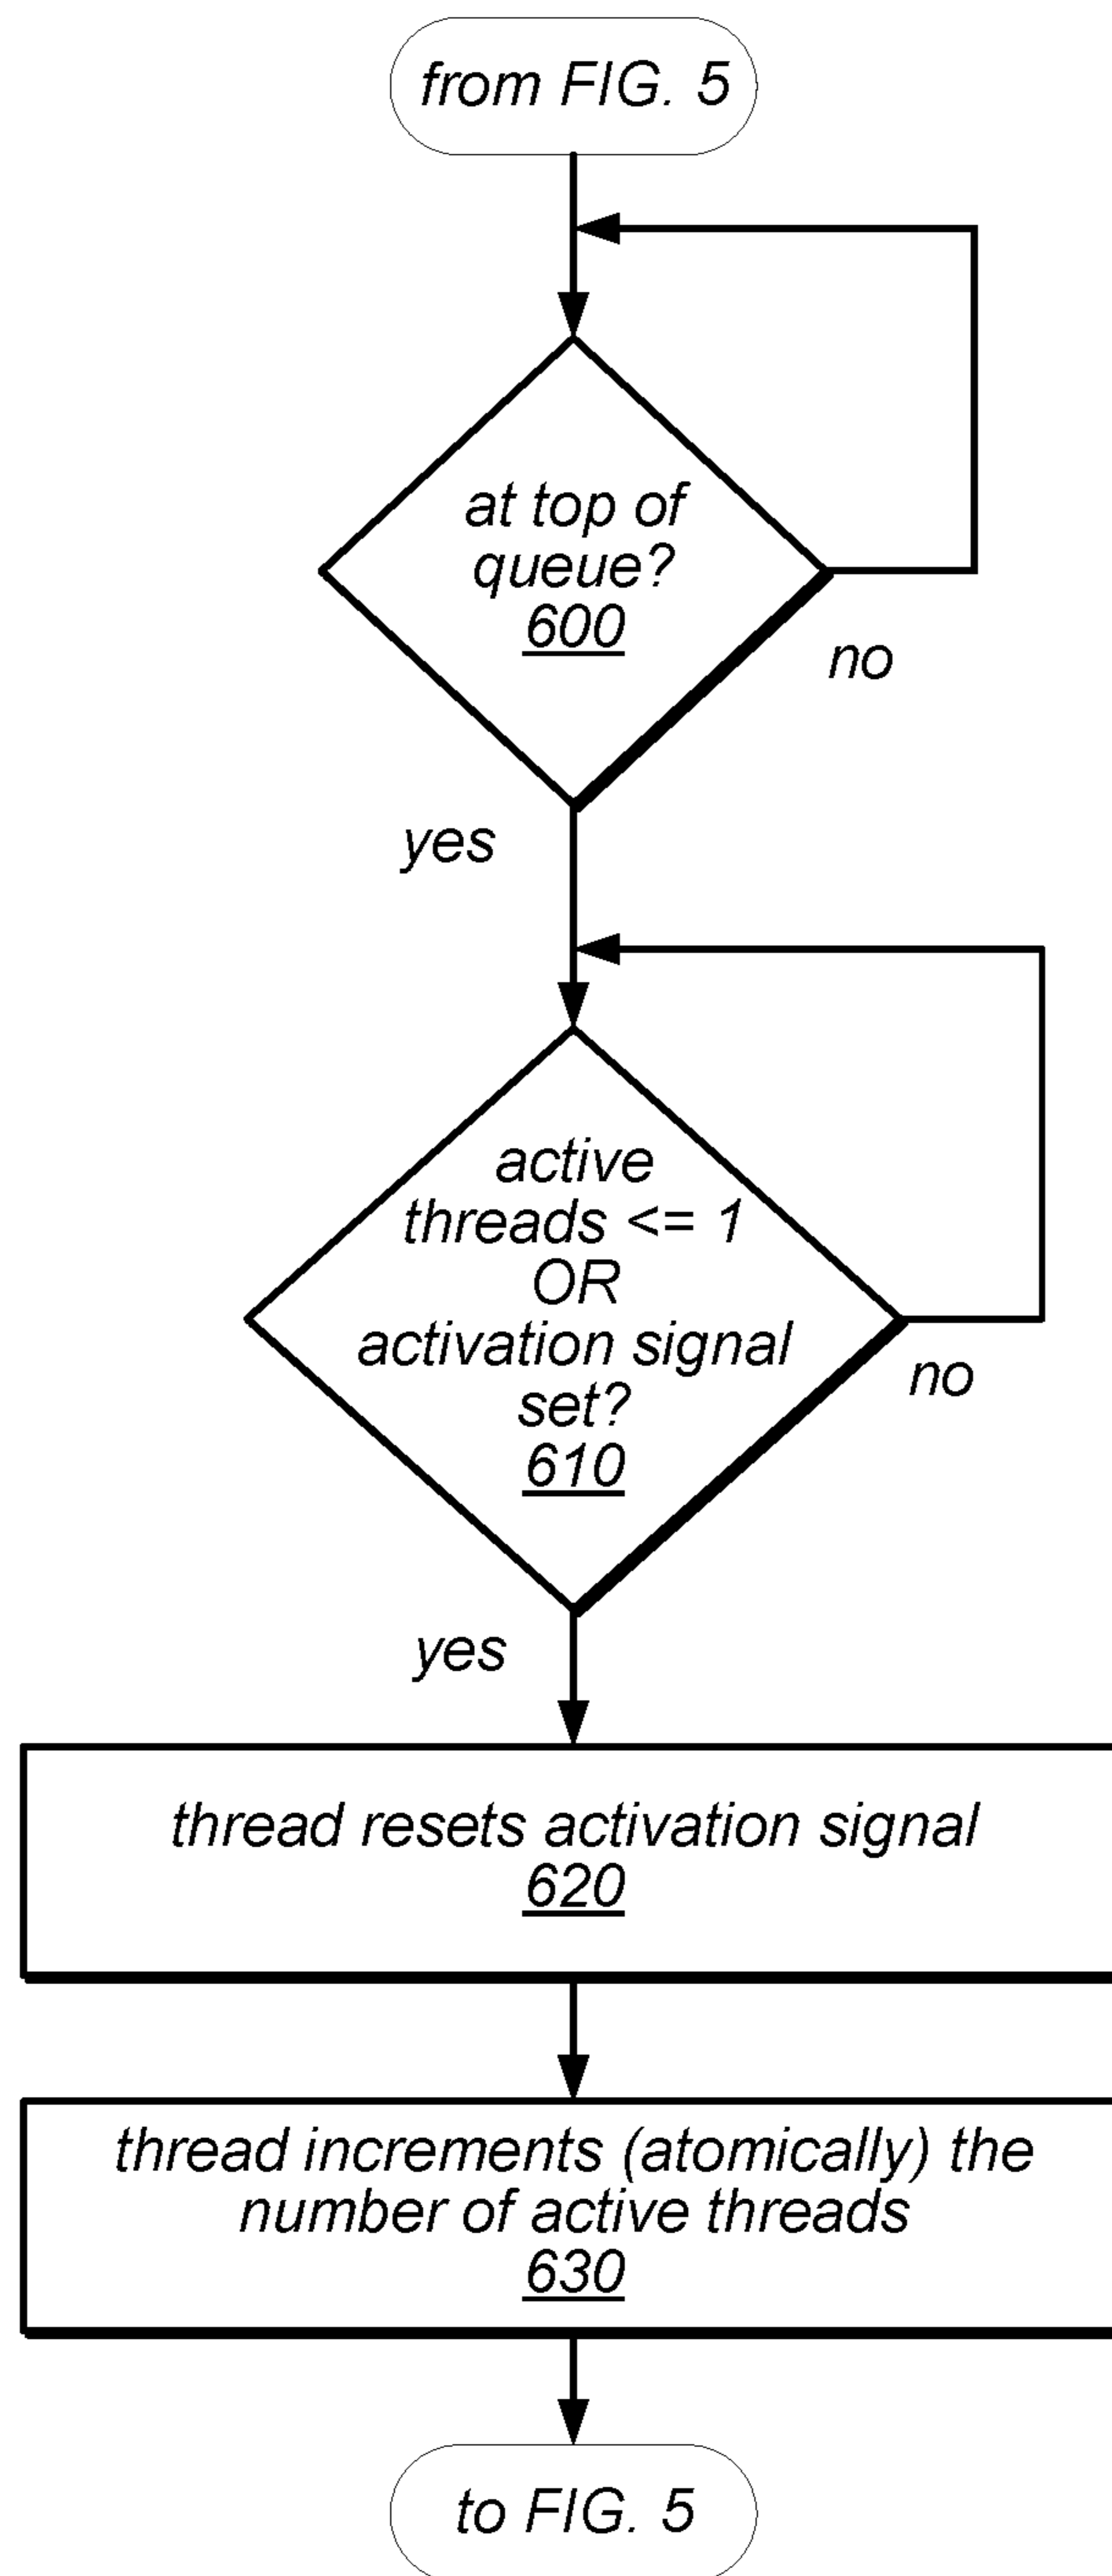 from FIG. 5
at top of
queue?
600
no
yes
active
threads <= 1
OR
activation signal
set?
610
no
yes
thread resets activation signal
620
thread increments (atomically) the
number of active threads
630
to FIG. 5